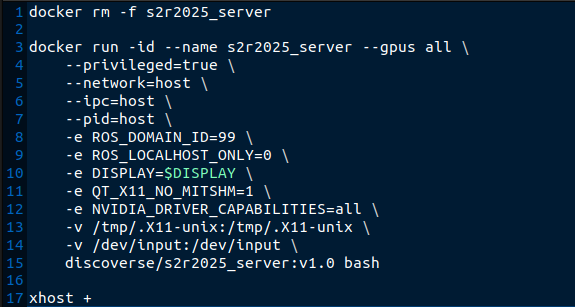 1 docker rm -f s2r2025_server
2
3 docker run -id --name s2r2025_server --gpus all \
4     --privileged=true \
5     --network=host \
6     --ipc=host \
7     --pid=host \
8     -e ROS_DOMAIN_ID=99 \
9     -e ROS_LOCALHOST_ONLY=0 \
10     -e DISPLAY=$DISPLAY \
11     -e QT_X11_NO_MITSHM=1 \
12     -e NVIDIA_DRIVER_CAPABILITIES=all \
13     -v /tmp/.X11-unix:/tmp/.X11-unix \
14     -v /dev/input:/dev/input \
15     discoverse/s2r2025_server:v1.0 bash
16
17 xhost +